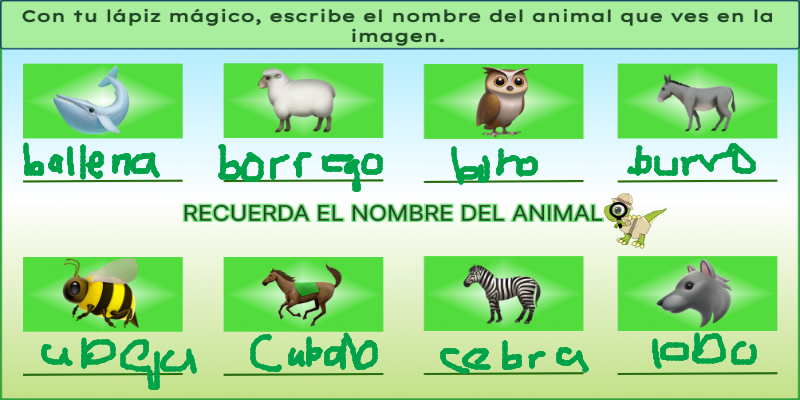 Con tu lápiz mágico, escribe el nombre del animal que ves en la
imagen.
ballena borrego buho burro
RECUERDA EL NOMBRE DEL ANIMAL
abeja caballo cebra lobo